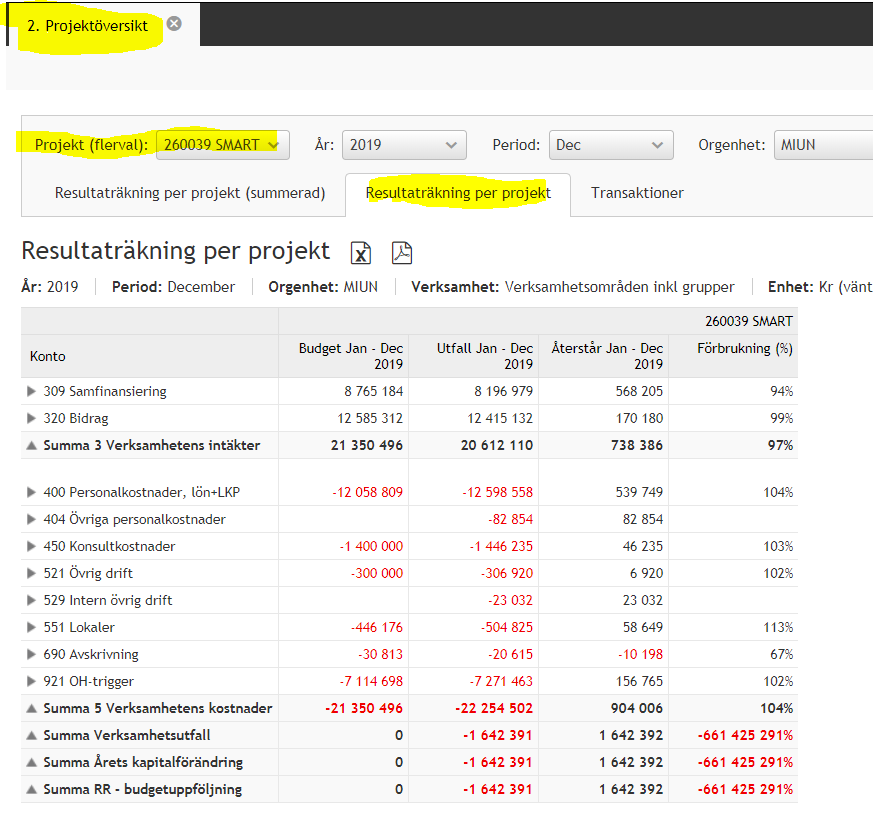 2. Projektöversikt
Projekt (flerval): 260039 SMART År: 2019 Period: Dec Orgenhet: MIUN
Resultaträkning per projekt (summerad) Resultaträkning per projekt Transaktioner
Resultaträkning per projekt
År: 2019 Period: December Orgenhet: MIUN Verksamhet: Verksamhetsområden inkl grupper Enhet: Kr (vänt
260039 SMART
Konto Budget Jan - Dec 2019 Utfall Jan - Dec 2019 Återstår Jan - Dec 2019 Förbrukning (%)
309 Samfinansiering 8 765 184 8 196 979 568 205 94%
320 Bidrag 12 585 312 12 415 132 170 180 99%
Summa 3 Verksamhetens intäkter 21 350 496 20 612 110 738 386 97%
400 Personalkostnader, lön+LKP -12 058 809 -12 598 558 539 749 104%
404 Övriga personalkostnader -82 854 82 854
450 Konsultkostnader -1 400 000 -1 446 235 46 235 103%
521 Övrig drift -300 000 -306 920 6 920 102%
529 Intern övrig drift -23 032 23 032
551 Lokaler -446 176 -504 825 58 649 113%
690 Avskrivning -30 813 -20 615 -10 198 67%
921 OH-trigger -7 114 698 -7 271 463 156 765 102%
Summa 5 Verksamhetens kostnader -21 350 496 -22 254 502 904 006 104%
Summa Verksamhetsutfall 0 -1 642 391 1 642 392 -661 425 291%
Summa Årets kapitalförändring 0 -1 642 391 1 642 392 -661 425 291%
Summa RR - budgetuppföljning 0 -1 642 391 1 642 392 -661 425 291%